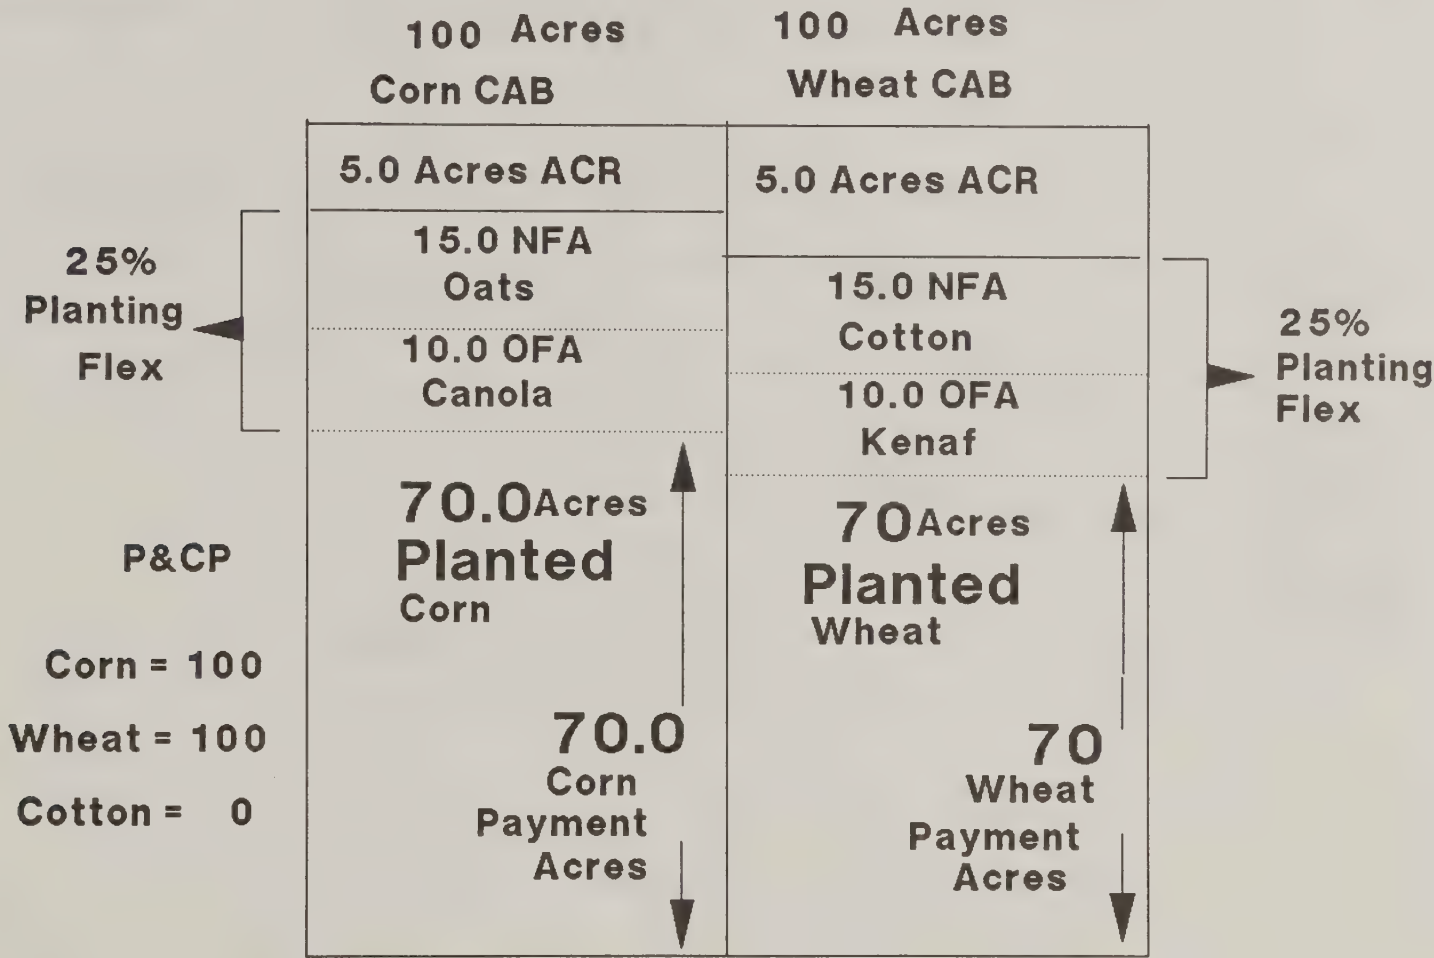 100 Acres
Corn CAB
100 Acres
Wheat CAB
5.0 Acres ACR
5.0 Acres ACR
25%
Planting
Flex
15.0 NFA
Oats
10.0 OFA
Canola
15.0 NFA
Cotton
10.0 OFA
Kenaf
25%
Planting
Flex
70.0 Acres
Planted
Corn
70 Acres
Planted
Wheat
P&CP
Corn = 100
Wheat = 100
Cotton = 0
70.0
Corn
Payment
Acres
70
Wheat
Payment
Acres